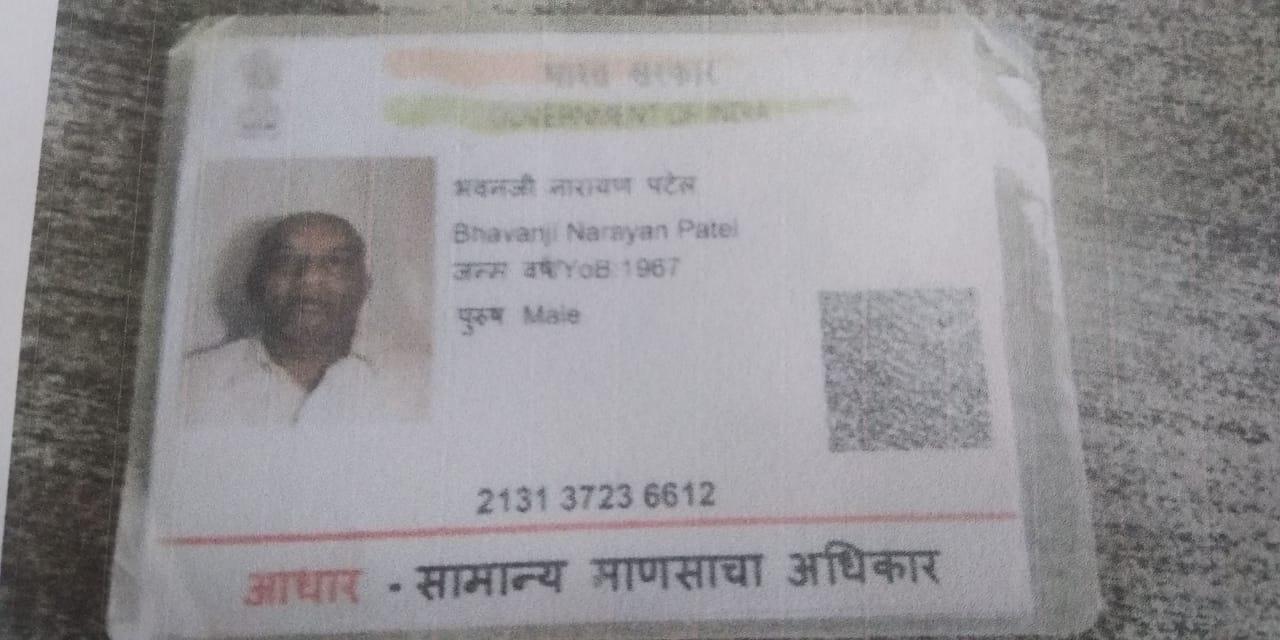 भारत सरकार
GOVERNMENT OF INDIA
भवनजी नारायण पटेल
Bhavanji Narayan Patel
जन्म वर्ष/YoB:1967
पुरुष Male
2131 3723 6612
आधार - सामान्य माणसाचा अधिकार